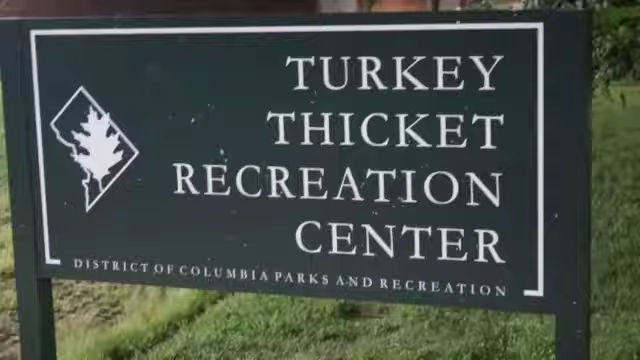 TURKEY
THICKET
RECREATION
CENTER
DISTRICT OF COLUMBIA PARKS AND RECREATION